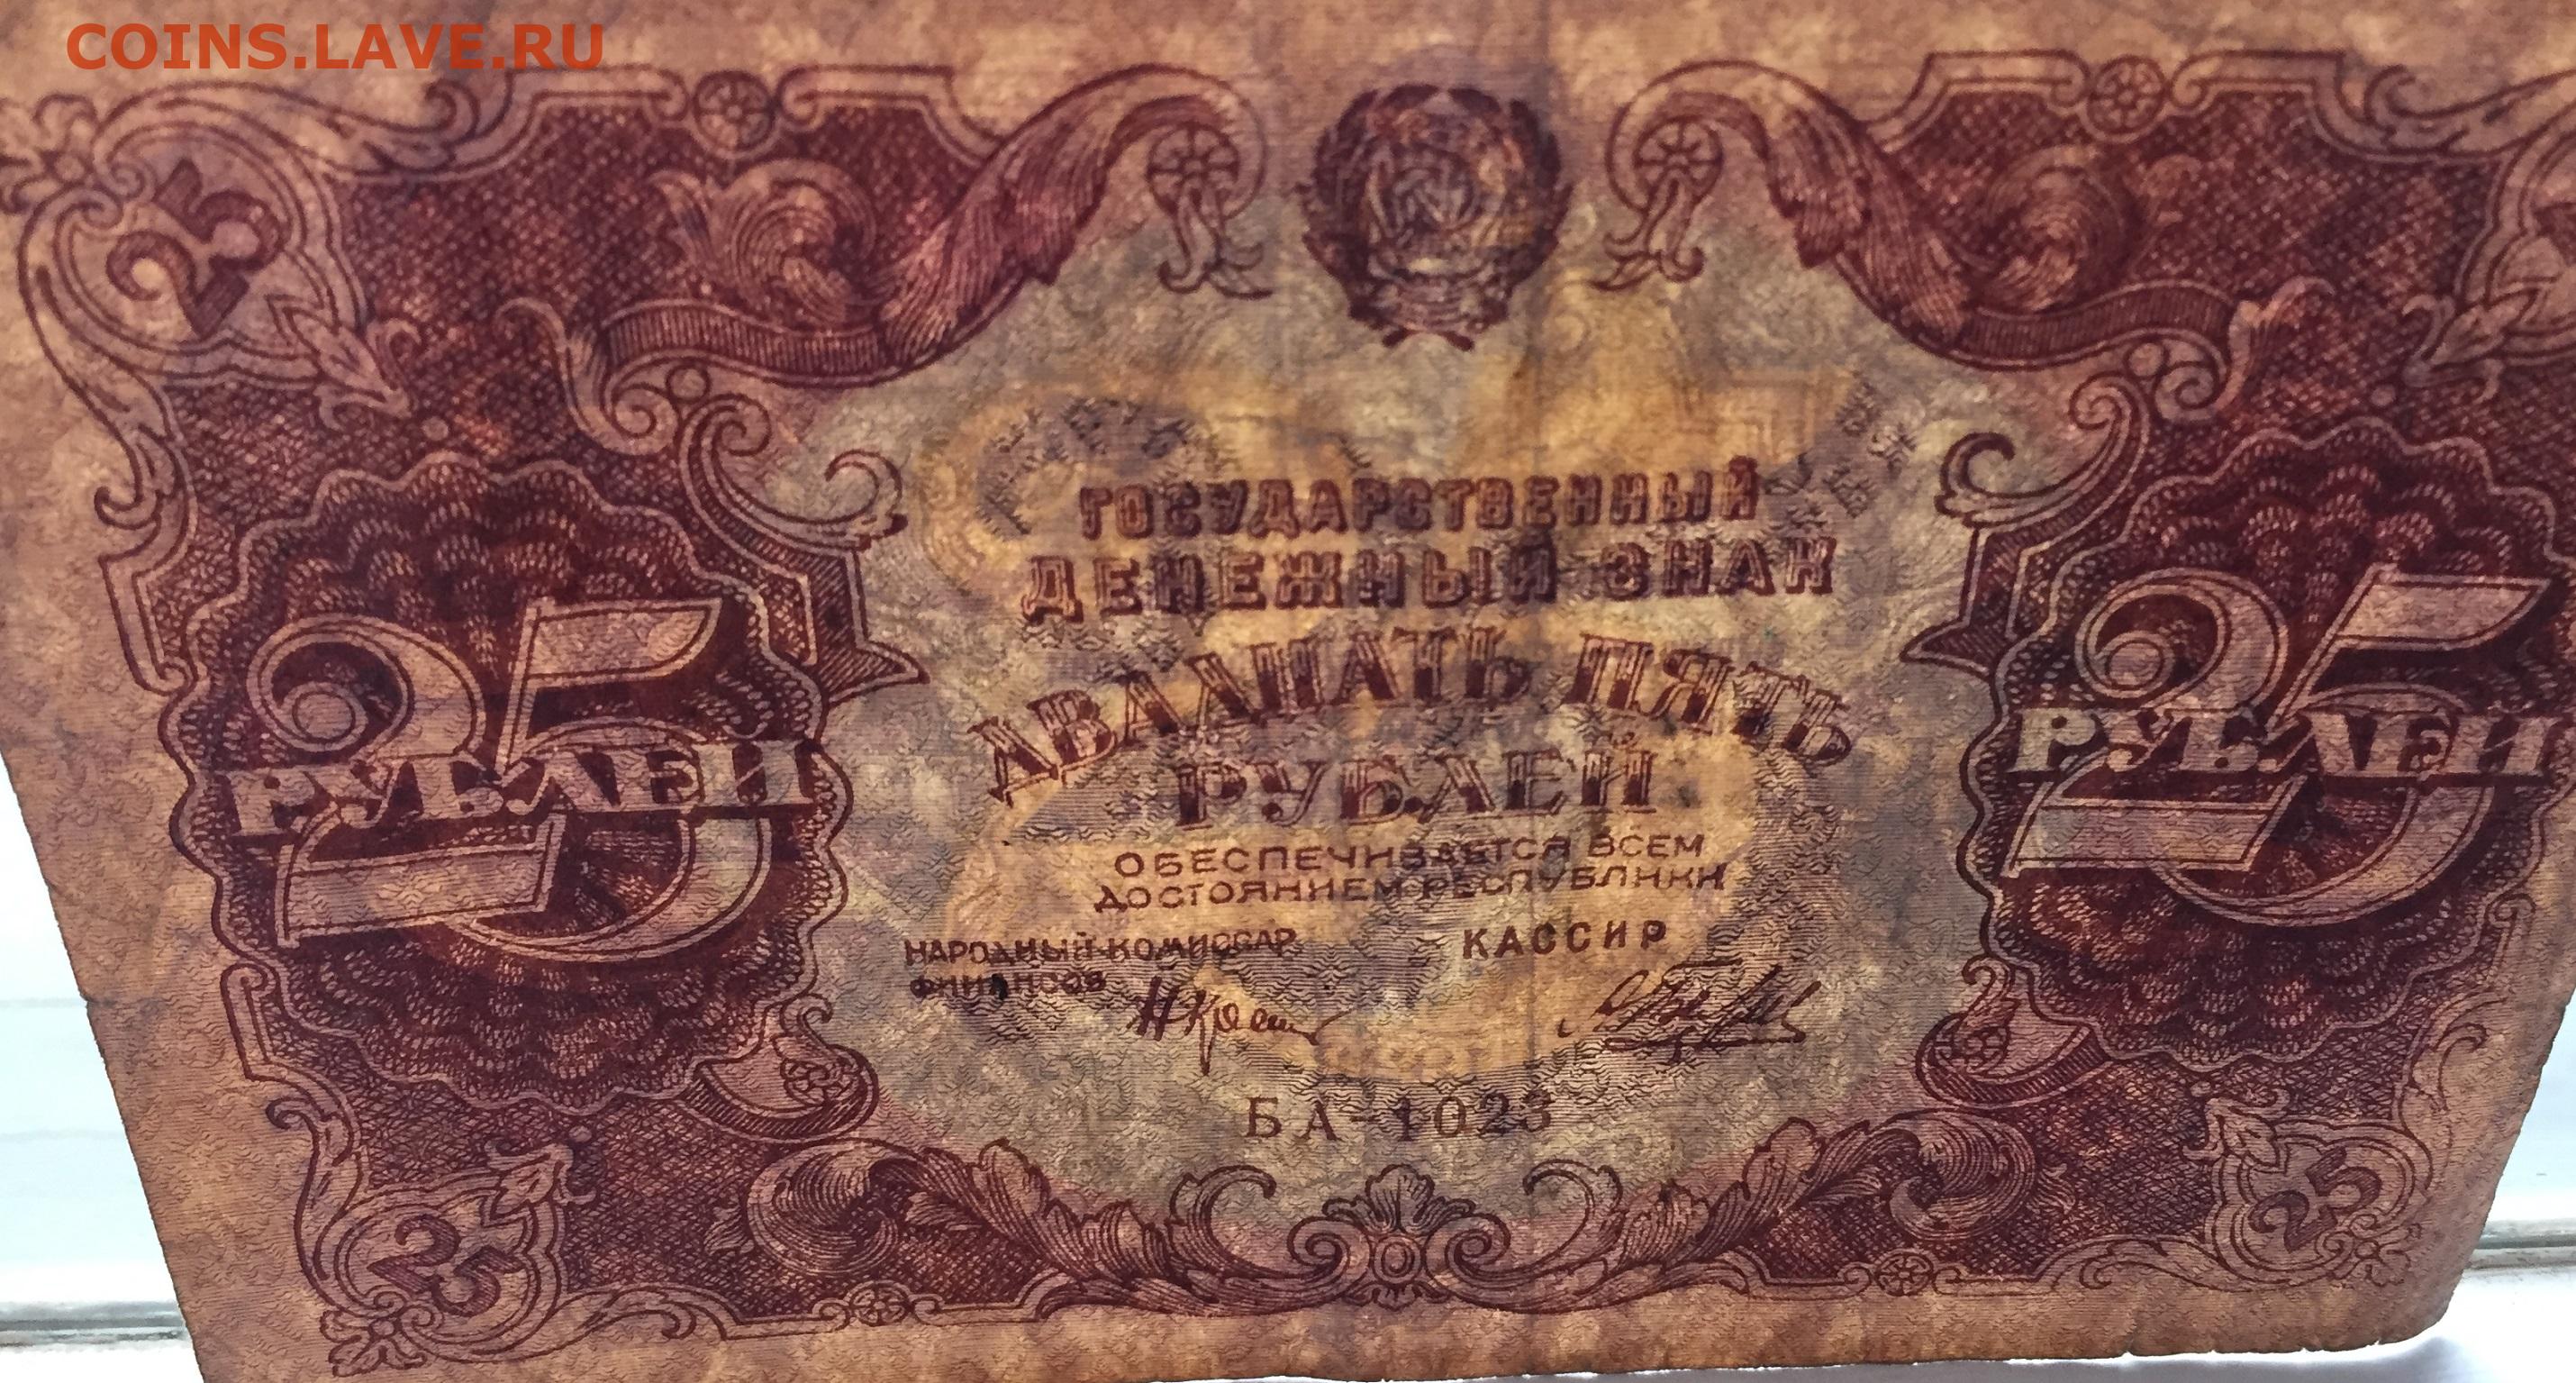 COINS.LAVE.RU
25
ГОСУДАРСТВЕННЫЙ
ДЕНЕЖНЫЙ ЗНАК
ДВАДЦАТЬ ПЯТЬ
РУБЛЕЙ
25 РУБЛЕЙ
25 РУБЛЕЙ
ОБЕСПЕЧИВАЕТСЯ ВСЕМ
ДОСТОЯНИЕМ РЕСПУБЛИКИ
НАРОДНЫЙ КОМИССАР
ФИНАНСОВ
КАССИР
БА-1023
25
25